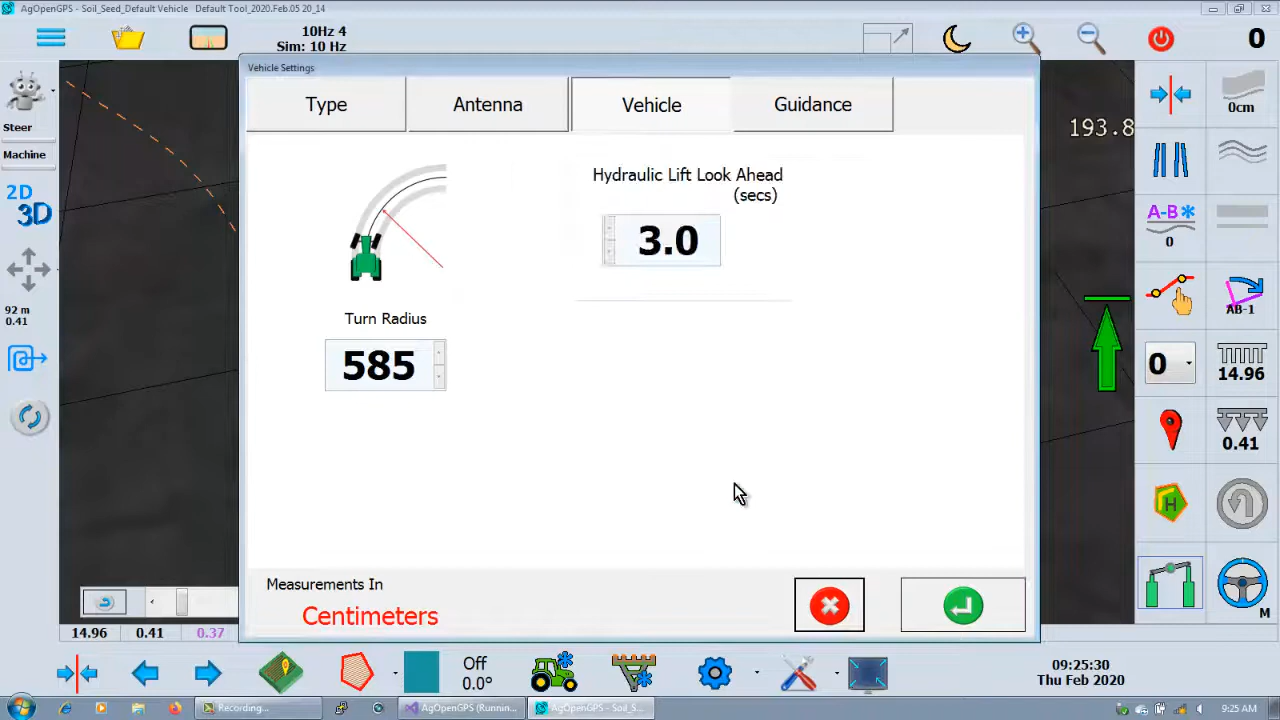 AgOpenGPS - Soil_Seed_Default Vehicle  Default Tool_2020.Feb.05 20_14
10Hz 4
Sim: 10 Hz
0
Steer
Machine
2D
3D
92 m
0.41
Vehicle Settings
Type
Antenna
Vehicle
Guidance
Turn Radius
585
Hydraulic Lift Look Ahead
(secs)
3.0
Measurements In
Centimeters
193.8
0cm
A-B*
0
AB-1
0
14.96
0.41
H
M
14.96
0.41
0.37
Off
0.0°
09:25:30
Thu Feb 2020
Recording...
AgOpenGPS (Runnin...
AgOpenGPS - Soil_S...
9:25 AM